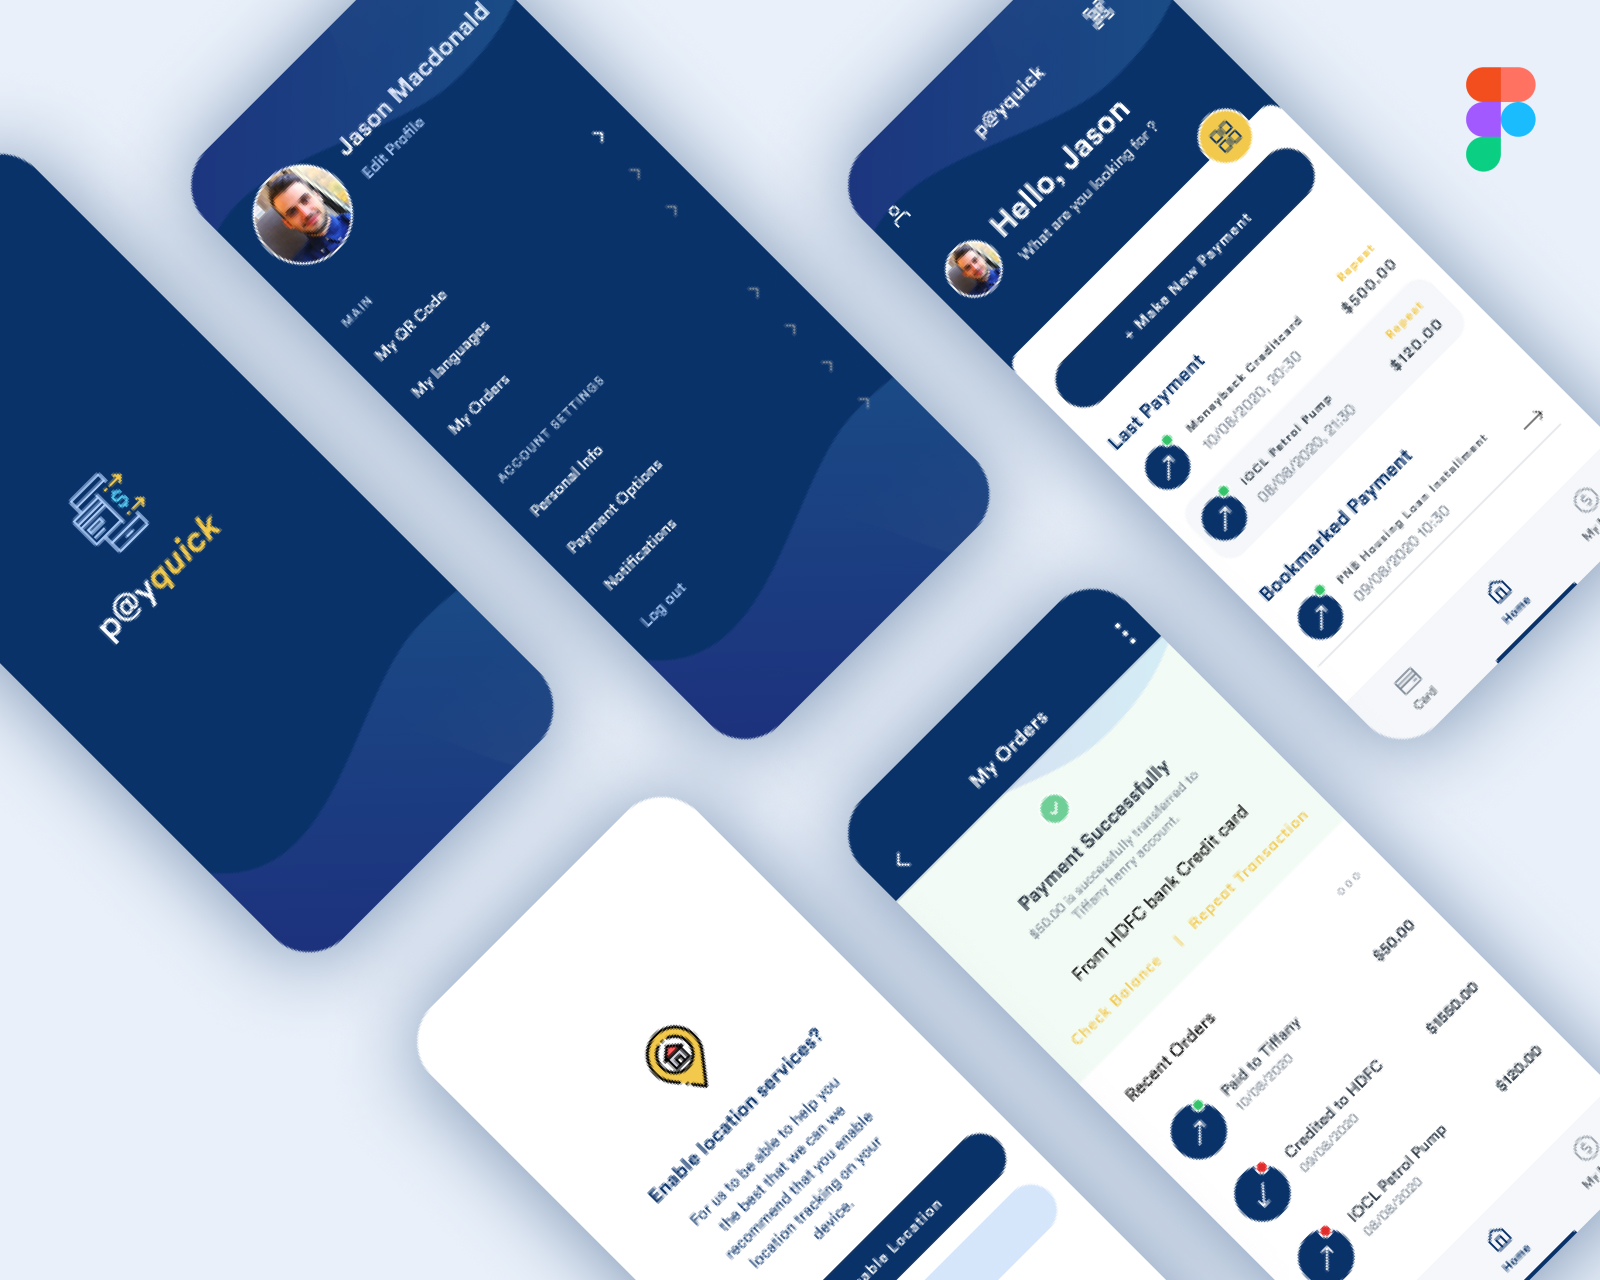 p@yquick
Jason Macdonald
Edit Profile
MAIN
My QR Code
My languages
My Orders
ACCOUNT SETTINGS
Personal Info
Payment Options
Notifications
Log out
p@yquick
Hello, Jason
What are you looking for ?
+ Make New Payment
Last Payment
Repeat
Moneyback Creditcard
$500.00
10/08/2020, 20:30
Repeat
IOCL Petrol Pump
$120.00
08/08/2020, 21:30
Bookmarked Payment
PNB Housing Loan Installment
09/08/2020 10:30
Card
Home
My
Enable location services?
For us to be able to help you
the best that we can we
recommend that you enable
location tracking on your
device.
able Location
My Orders
Payment Successfully
$50.00 is successfully transferred to
Tiffany henry account.
From HDFC bank Credit card
Check Balance | Repeat Transaction
Recent Orders
Paid to Tiffany
$50.00
10/08/2020
Credited to HDFC
$1550.00
09/08/2020
IOCL Petrol Pump
$120.00
08/08/2020
Home
My